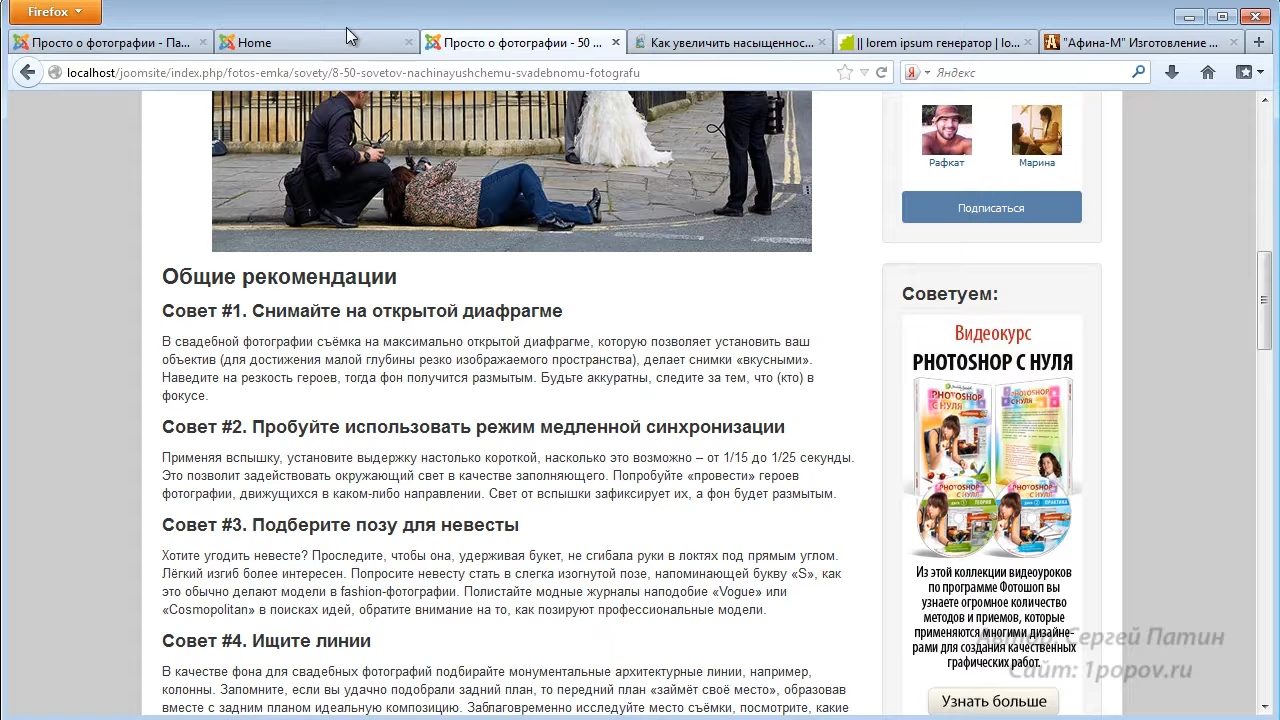 Firefox
Просто о фотографии - Па...
Home
Просто о фотографии - 50 ...
Как увеличить насыщеннос...
|| lorem ipsum генератор | lo...
"Афина-М" Изготовление ...
localhost/joomsite/index.php/fotos-emka/sovety/8-50-sovetov-nachinayushchemu-svadebnomu-fotografu
Яндекс
Рафкат
Марина
Подписаться
Общие рекомендации
Совет #1. Снимайте на открытой диафрагме
В свадебной фотографии съёмка на максимально открытой диафрагме, которую позволяет установить ваш
объектив (для достижения малой глубины резко изображаемого пространства), делает снимки «вкусными».
Наведите на резкость героев, тогда фон получится размытым. Будьте аккуратны, следите за тем, что (кто) в
фокусе.
Совет #2. Пробуйте использовать режим медленной синхронизации
Применяя вспышку, установите выдержку настолько короткой, насколько это возможно – от 1/15 до 1/25 секунды.
Это позволит задействовать окружающий свет в качестве заполняющего. Попробуйте «провести» героев
фотографии, движущихся в каком-либо направлении. Свет от вспышки зафиксирует их, а фон будет размытым.
Совет #3. Подберите позу для невесты
Хотите угодить невесте? Проследите, чтобы она, удерживая букет, не сгибала руки в локтях под прямым углом.
Лёгкий изгиб более интересен. Попросите невесту стать в слегка изогнутой позе, напоминающей букву «S», как
это обычно делают модели в fashion-фотографии. Полистайте модные журналы наподобие «Vogue» или
«Cosmopolitan» в поисках идей, обратите внимание на то, как позируют профессиональные модели.
Совет #4. Ищите линии
В качестве фона для свадебных фотографий подбирайте монументальные архитектурные линии, например,
колонны. Запомните, если вы удачно подобрали задний план, то передний план «займёт своё место», образовав
вместе с задним планом идеальную композицию. Заблаговременно исследуйте место съёмки, посмотрите, какие
Советуем:
Видеокурс
PHOTOSHOP С НУЛЯ
PHOTOSHOP
С НУЛЯ
PHOTOSHOP
С НУЛЯ
PHOTOSHOP
С НУЛЯ
ТЕОРИЯ
PHOTOSHOP
С НУЛЯ
ПРАКТИКА
Из этой коллекции видеоуроков
по программе Фотошоп вы
узнаете огромное количество
методов и приемов, которые
применяются многими дизайне-
рами для создания качественных
графических работ.
Узнать больше
Автор: Сергей Патин
Сайт: 1popov.ru